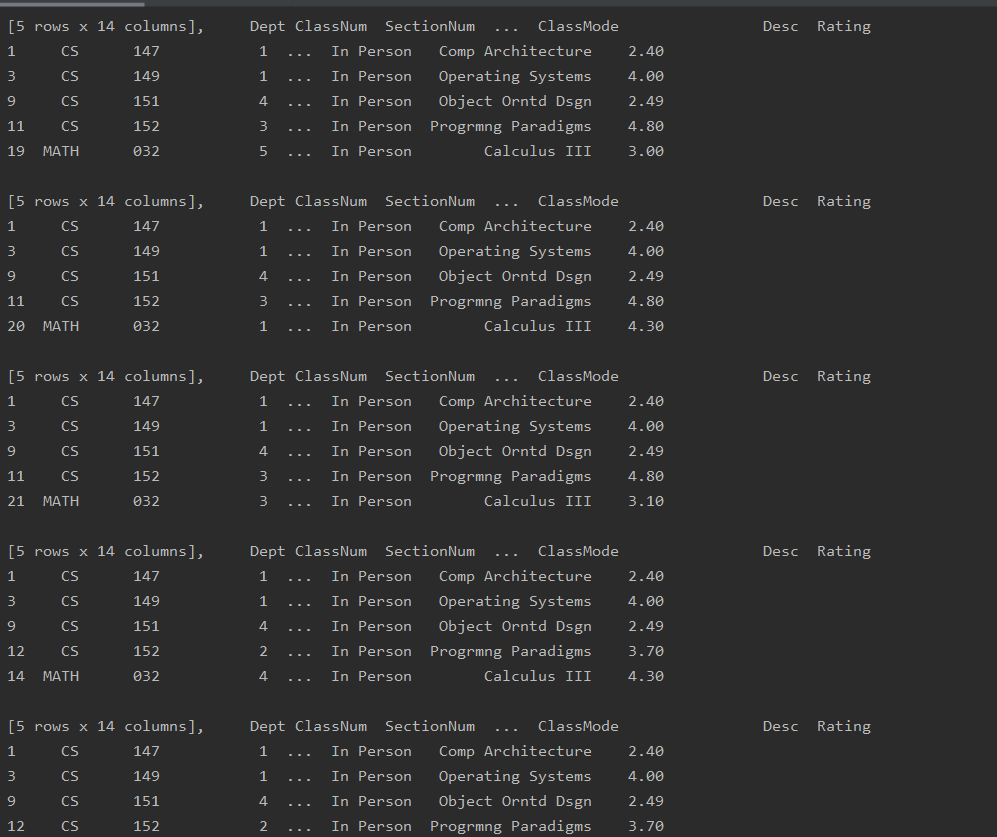 [5 rows x 14 columns],     Dept ClassNum  SectionNum  ...  ClassMode                Desc  Rating
1     CS      147           1  ...  In Person   Comp Architecture    2.40
3     CS      149           1  ...  In Person   Operating Systems    4.00
9     CS      151           4  ...  In Person   Object Orntd Dsgn    2.49
11    CS      152           3  ...  In Person  Progrmng Paradigms    4.80
19  MATH      032           5  ...  In Person        Calculus III    3.00
[5 rows x 14 columns],     Dept ClassNum  SectionNum  ...  ClassMode                Desc  Rating
1     CS      147           1  ...  In Person   Comp Architecture    2.40
3     CS      149           1  ...  In Person   Operating Systems    4.00
9     CS      151           4  ...  In Person   Object Orntd Dsgn    2.49
11    CS      152           3  ...  In Person  Progrmng Paradigms    4.80
20  MATH      032           1  ...  In Person        Calculus III    4.30
[5 rows x 14 columns],     Dept ClassNum  SectionNum  ...  ClassMode                Desc  Rating
1     CS      147           1  ...  In Person   Comp Architecture    2.40
3     CS      149           1  ...  In Person   Operating Systems    4.00
9     CS      151           4  ...  In Person   Object Orntd Dsgn    2.49
11    CS      152           3  ...  In Person  Progrmng Paradigms    4.80
21  MATH      032           3  ...  In Person        Calculus III    3.10
[5 rows x 14 columns],     Dept ClassNum  SectionNum  ...  ClassMode                Desc  Rating
1     CS      147           1  ...  In Person   Comp Architecture    2.40
3     CS      149           1  ...  In Person   Operating Systems    4.00
9     CS      151           4  ...  In Person   Object Orntd Dsgn    2.49
12    CS      152           2  ...  In Person  Progrmng Paradigms    3.70
14  MATH      032           4  ...  In Person        Calculus III    4.30
[5 rows x 14 columns],     Dept ClassNum  SectionNum  ...  ClassMode                Desc  Rating
1     CS      147           1  ...  In Person   Comp Architecture    2.40
3     CS      149           1  ...  In Person   Operating Systems    4.00
9     CS      151           4  ...  In Person   Object Orntd Dsgn    2.49
12    CS      152           2  ...  In Person  Progrmng Paradigms    3.70